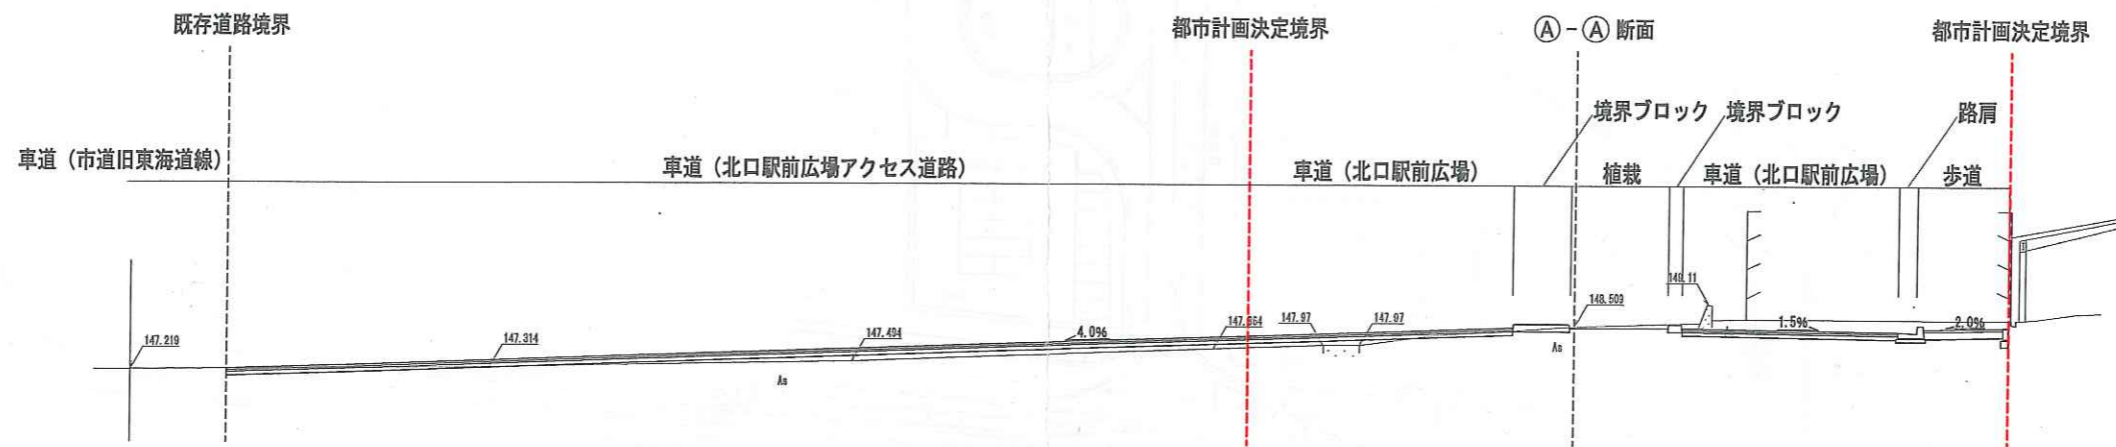 既存道路境界
都市計画決定境界
Ⓐ-Ⓐ 断面
都市計画決定境界
境界ブロック
境界ブロック
路肩
車道（市道旧東海道線）
車道（北口駅前広場アクセス道路）
車道（北口駅前広場）
植栽
車道（北口駅前広場）
歩道
147.219
147.314
147.404
4.0%
147.97
147.97
148.509
149.11
1.5%
2.0%
As
As